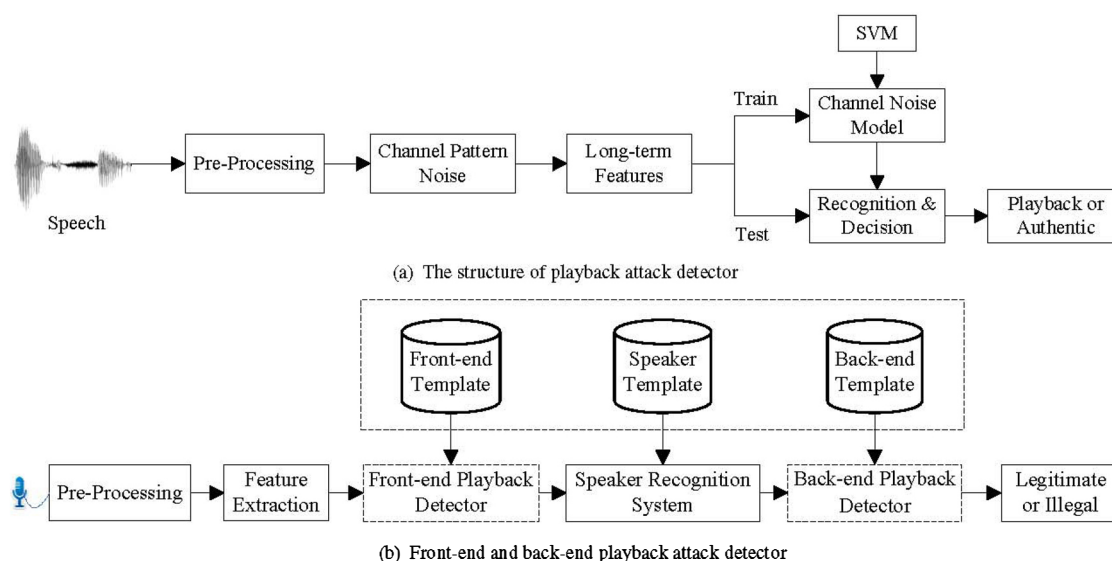 SVM
Train
Channel Noise
Model
Pre-Processing
Channel Pattern
Noise
Long-term
Features
Speech
Test
Recognition &
Decision
Playback or
Authentic
(a) The structure of playback attack detector
Front-end
Template
Speaker
Template
Back-end
Template
Pre-Processing
Feature
Extraction
Front-end Playback
Detector
Speaker Recognition
System
Back-end Playback
Detector
Legitimate
or Illegal
(b) Front-end and back-end playback attack detector